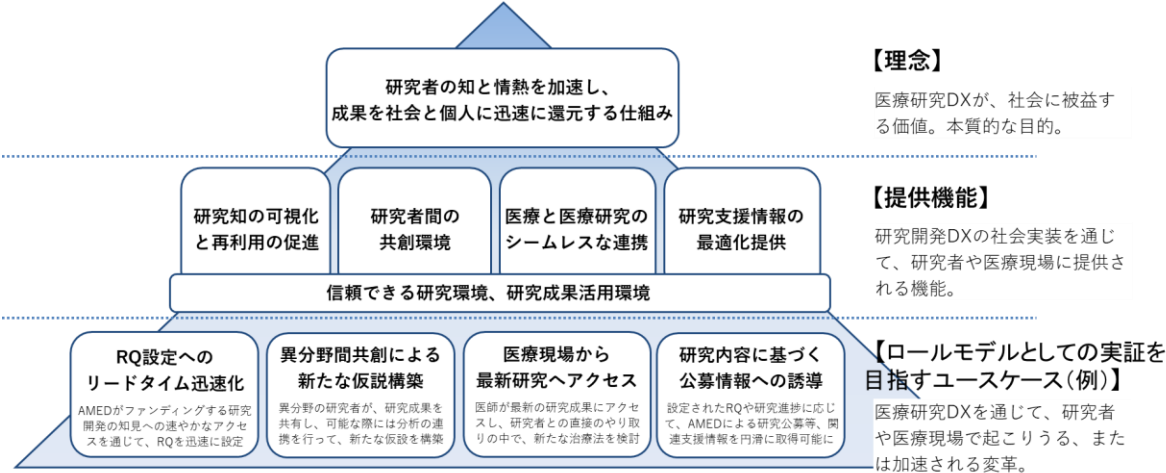 研究者の知と情熱を加速し、
成果を社会と個人に迅速に還元する仕組み
【理念】
医療研究DXが、社会に被益す
る価値。本質的な目的。
研究知の可視化
と再利用の促進
研究者間の
共創環境
医療と医療研究の
シームレスな連携
研究支援情報の
最適化提供
信頼できる研究環境、研究成果活用環境
【提供機能】
研究開発DXの社会実装を通じ
て、研究者や医療現場に提供さ
れる機能。
RQ設定への
リードタイム迅速化
AMEDがファンディングする研究
開発の知見への速やかなアクセ
スを通じて、RQを迅速に設定
異分野間共創による
新たな仮説構築
異分野の研究者が、研究成果を
共有し、可能な際には分析の連
携を行って、新たな仮設を構築
医療現場から
最新研究へアクセス
医師が最新の研究成果にアクセ
スし、研究者との直接のやり取
りの中で、新たな治療法を検討
研究内容に基づく
公募情報への誘導
設定されたRQや研究進捗に応じ
て、AMEDによる研究公募等、関
連支援情報を円滑に取得可能に
【ロールモデルとしての実証を
目指すユースケース（例）】
医療研究DXを通じて、研究者
や医療現場で起こりうる、また
は加速される変革。